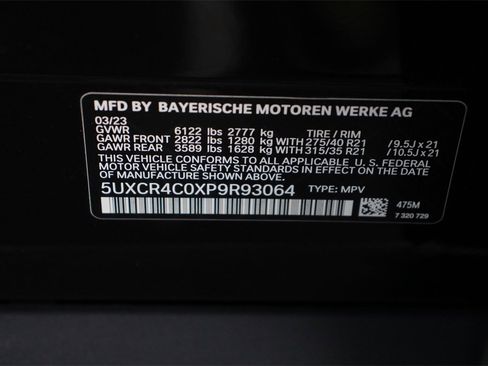 MFD BY BAYERISCHE MOTOREN WERKE AG
03/23
GVWR 6122 lbs 2777 kg TIRE / RIM
GAWR FRONT 2822 lbs 1280 kg WITH 275/40 R21 / 9.5J x 21
GAWR REAR 3589 lbs 1628 kg WITH 315/35 R21 / 10.5J x 21
THIS VEHICLE CONFORMS TO ALL APPLICABLE U. S. FEDERAL
MOTOR VEHICLE SAFETY STANDARDS IN EFFECT ON THE DATE OF
MANUFACTURE SHOWN ABOVE.
5UXCR4C0XP9R93064 TYPE: MPV
475M
7 320 729